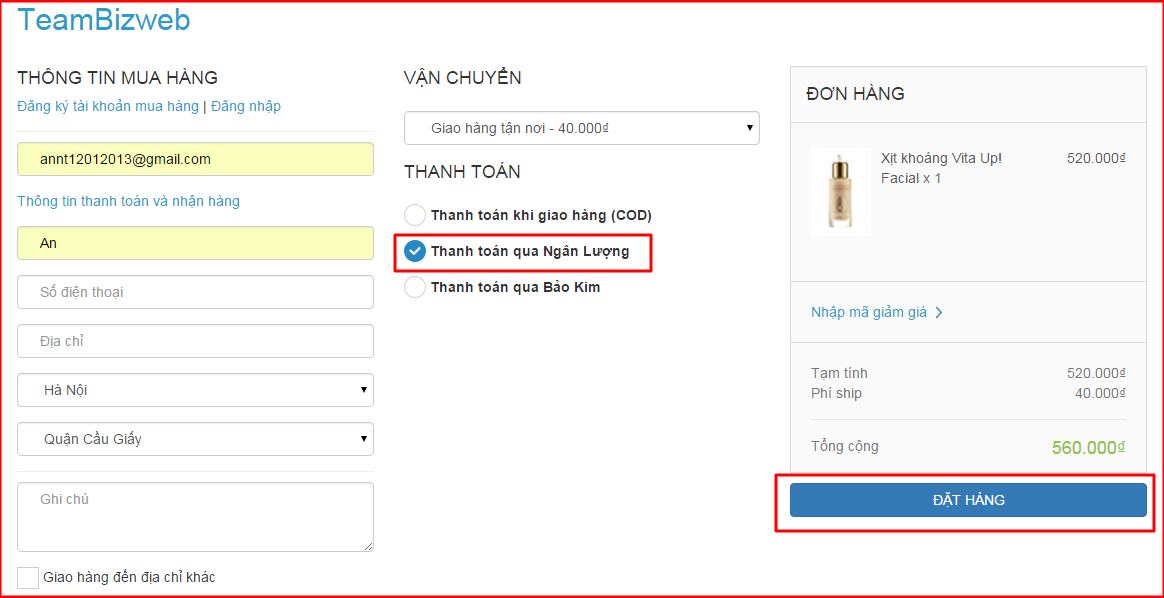 TeamBizweb
THÔNG TIN MUA HÀNG
Đăng ký tài khoản mua hàng | Đăng nhập
annt12012013@gmail.com
Thông tin thanh toán và nhận hàng
An
Số điện thoại
Địa chỉ
Hà Nội
Quận Cầu Giấy
Ghi chú
Giao hàng đến địa chỉ khác
VẬN CHUYỂN
Giao hàng tận nơi - 40.000₫
THANH TOÁN
Thanh toán khi giao hàng (COD)
Thanh toán qua Ngân Lượng
Thanh toán qua Bảo Kim
ĐƠN HÀNG
Xịt khoáng Vita Up! 520.000₫
Facial x 1
Nhập mã giảm giá
Tạm tính 520.000₫
Phí ship 40.000₫
Tổng cộng 560.000₫
ĐẶT HÀNG